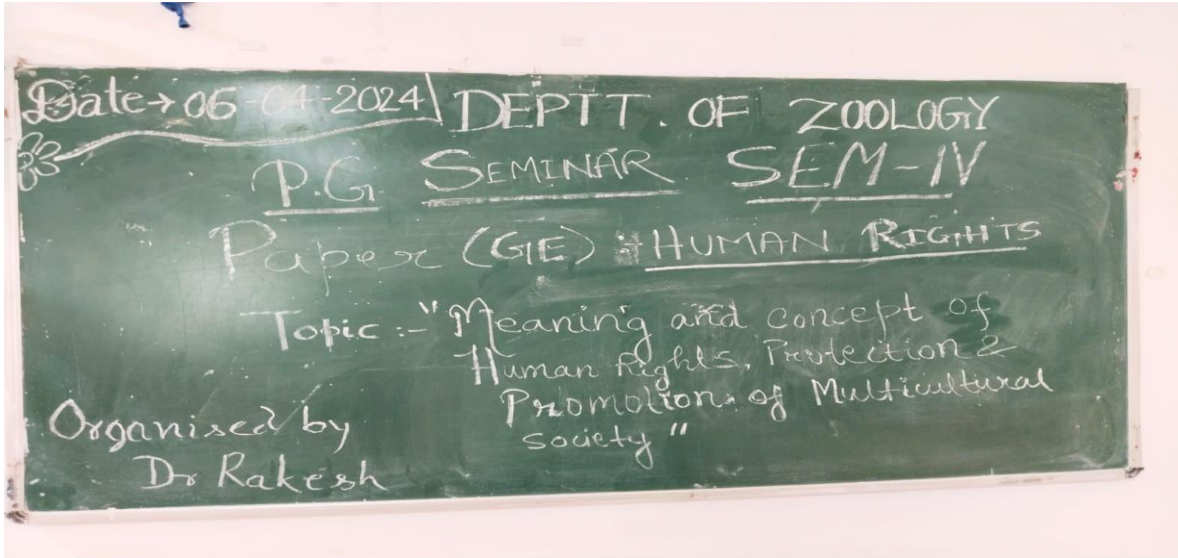 Date→ 06-04-2024 DEPTT. OF ZOOLOGY
P.G. SEMINAR SEM-IV
Paper (GE) :- HUMAN RIGHTS
Topic :- "Meaning and concept of
Human Rights, Protection &
Promotion of Multicultural
society"
Organised by
Dr Rakesh